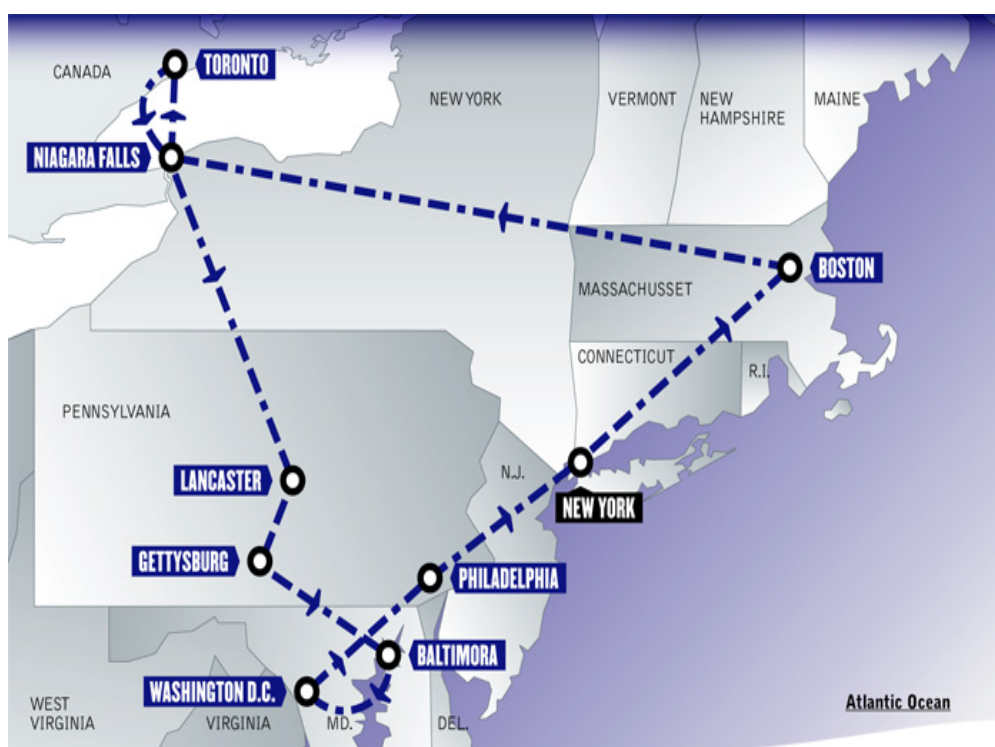 TORONTO
CANADA
NEW YORK
VERMONT
NEW
HAMPSHIRE
MAINE
NIAGARA FALLS
BOSTON
MASSACHUSSET
CONNECTICUT
R.I.
PENNSYLVANIA
LANCASTER
N.J.
NEW YORK
GETTYSBURG
PHILADELPHIA
BALTIMORA
WASHINGTON D.C.
WEST
VIRGINIA
VIRGINIA
MD.
DEL.
Atlantic Ocean